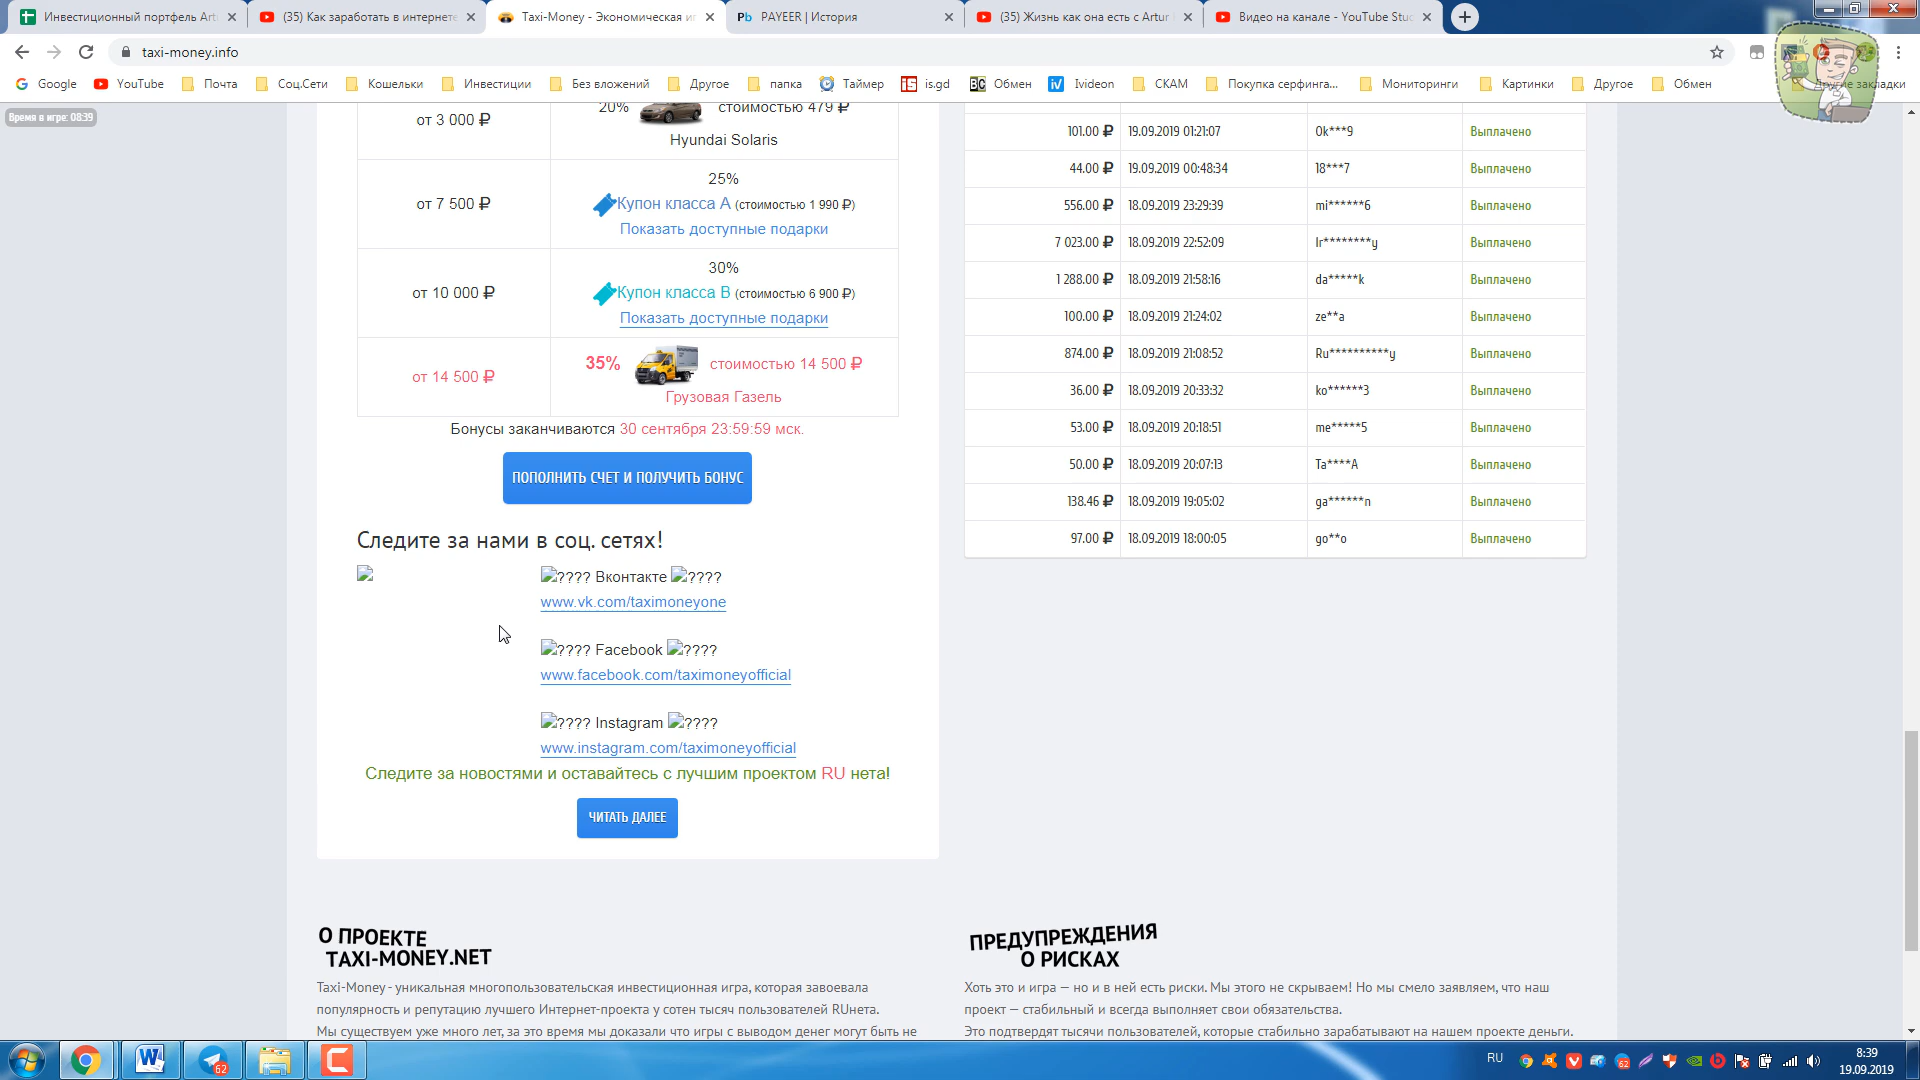 Инвестиционный портфель Art
(35) Как заработать в интернете
Taxi-Money - Экономическая иг
PAYEER | История
(35) Жизнь как она есть с Artur
Видео на канале - YouTube Stud
taxi-money.info
Google
YouTube
Почта
Соц.Сети
Кошельки
Инвестиции
Без вложений
Другое
папка
Таймер
is.gd
Обмен
Ivideon
СКАМ
Покупка серфинга...
Мониторинги
Картинки
Другое
Обмен
Другие закладки
Время в игре: 08:39
от 3 000 ₽
20% стоимостью 479 ₽
Hyundai Solaris
от 7 500 ₽
25%
Купон класса А (стоимостью 1 990 ₽)
Показать доступные подарки
от 10 000 ₽
30%
Купон класса В (стоимостью 6 900 ₽)
Показать доступные подарки
от 14 500 ₽
35% стоимостью 14 500 ₽
Грузовая Газель
Бонусы заканчиваются 30 сентября 23:59:59 мск.
ПОПОЛНИТЬ СЧЕТ И ПОЛУЧИТЬ БОНУС
Следите за нами в соц. сетях!
???? Вконтакте ????
www.vk.com/taximoneyone
???? Facebook ????
www.facebook.com/taximoneyofficial
???? Instagram ????
www.instagram.com/taximoneyofficial
Следите за новостями и оставайтесь с лучшим проектом RU нета!
ЧИТАТЬ ДАЛЕЕ
101.00 ₽ 19.09.2019 01:21:07 Ok***9 Выплачено
44.00 ₽ 19.09.2019 00:48:34 18***7 Выплачено
556.00 ₽ 18.09.2019 23:29:39 mi******6 Выплачено
7 023.00 ₽ 18.09.2019 22:52:09 Ir********y Выплачено
1 288.00 ₽ 18.09.2019 21:58:16 da*****k Выплачено
100.00 ₽ 18.09.2019 21:24:02 ze**a Выплачено
874.00 ₽ 18.09.2019 21:08:52 Ru**********y Выплачено
36.00 ₽ 18.09.2019 20:33:32 ko******3 Выплачено
53.00 ₽ 18.09.2019 20:18:51 me*****5 Выплачено
50.00 ₽ 18.09.2019 20:07:13 Ta****A Выплачено
138.46 ₽ 18.09.2019 19:05:02 ga******n Выплачено
97.00 ₽ 18.09.2019 18:00:05 go**o Выплачено
О ПРОЕКТЕ
TAXI-MONEY.NET
Taxi-Money - уникальная многопользовательская инвестиционная игра, которая завоевала
популярность и репутацию лучшего Интернет-проекта у сотен тысяч пользователей RUнета.
Мы существуем уже много лет, за это время мы доказали что игры с выводом денег могут быть не
ПРЕДУПРЕЖДЕНИЯ
О РИСКАХ
Хоть это и игра – но и в ней есть риски. Мы этого не скрываем! Но мы смело заявляем, что наш
проект – стабильный и всегда выполняет свои обязательства.
Это подтвердят тысячи пользователей, которые стабильно зарабатывают на нашем проекте деньги.
62
RU
62
8:39
19.09.2019